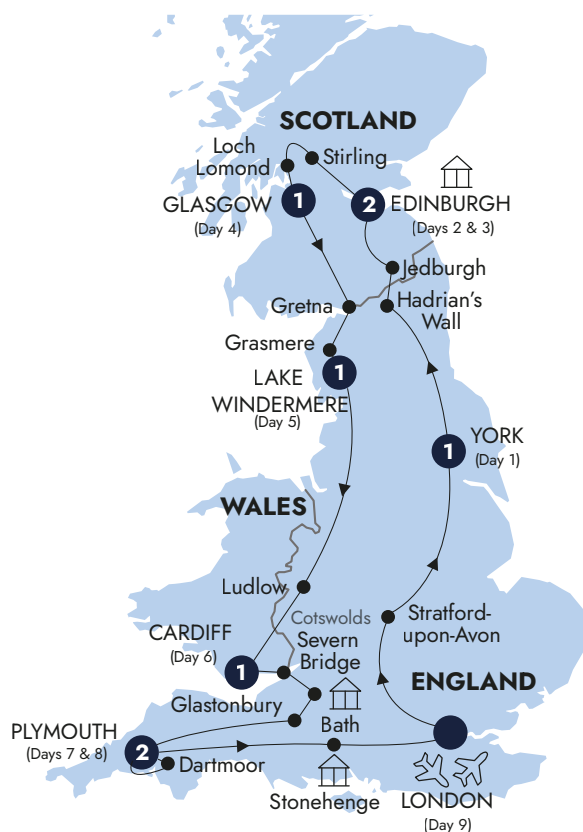 SCOTLAND
Loch
Lomond
Stirling
1
GLASGOW
(Day 4)
2
EDINBURGH
(Days 2 & 3)
Jedburgh
Gretna
Hadrian's
Wall
Grasmere
1
LAKE
WINDERMERE
(Day 5)
1
YORK
(Day 1)
WALES
Ludlow
Cotswolds
Stratford-
upon-Avon
CARDIFF
(Day 6)
1
Severn
Bridge
ENGLAND
Glastonbury
Bath
PLYMOUTH
(Days 7 & 8)
2
Dartmoor
Stonehenge
LONDON
(Day 9)